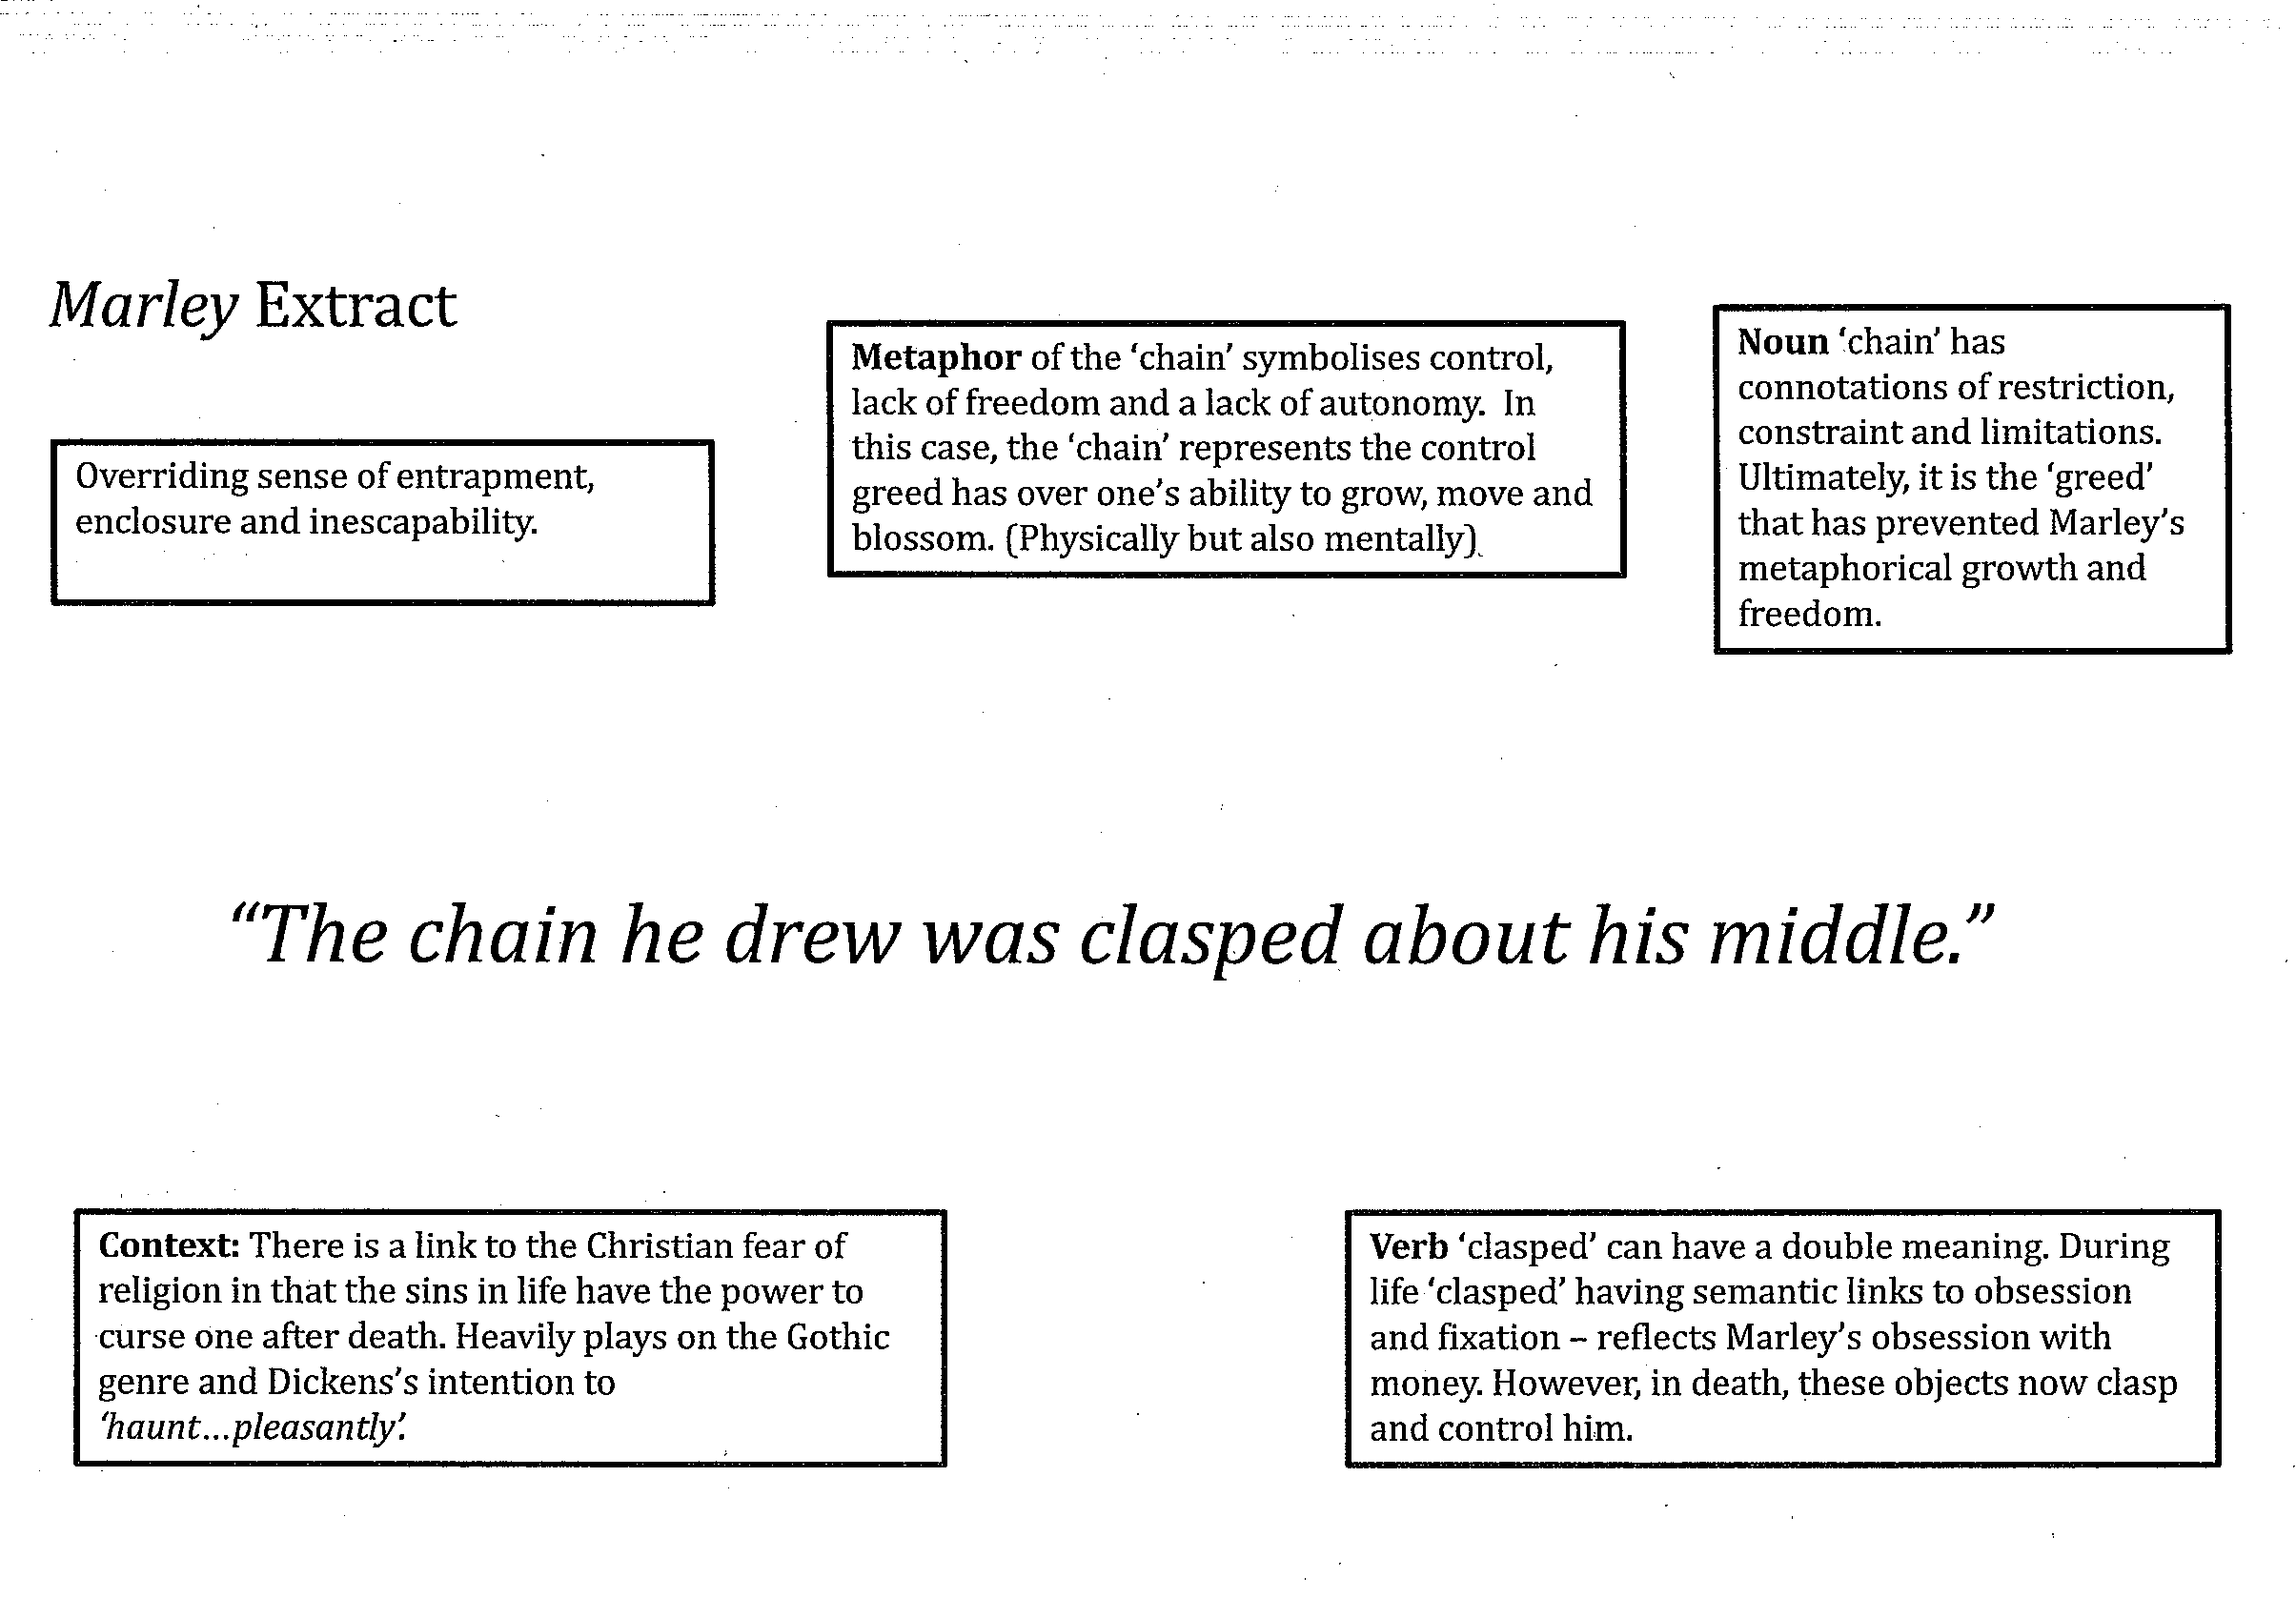 Marley Extract
Overriding sense of entrapment,
enclosure and inescapability.
Metaphor of the ‘chain’ symbolises control,
lack of freedom and a lack of autonomy. In
this case, the ‘chain’ represents the control
greed has over one’s ability to grow, move and
blossom. (Physically but also mentally).
Noun ‘chain’ has
connotations of restriction,
constraint and limitations.
Ultimately, it is the ‘greed’
that has prevented Marley’s
metaphorical growth and
freedom.
“The chain he drew was clasped about his middle.”
Context: There is a link to the Christian fear of
religion in that the sins in life have the power to
curse one after death. Heavily plays on the Gothic
genre and Dickens’s intention to
‘haunt...pleasantly’.
Verb ‘clasped’ can have a double meaning. During
life ‘clasped’ having semantic links to obsession
and fixation – reflects Marley’s obsession with
money. However, in death, these objects now clasp
and control him.